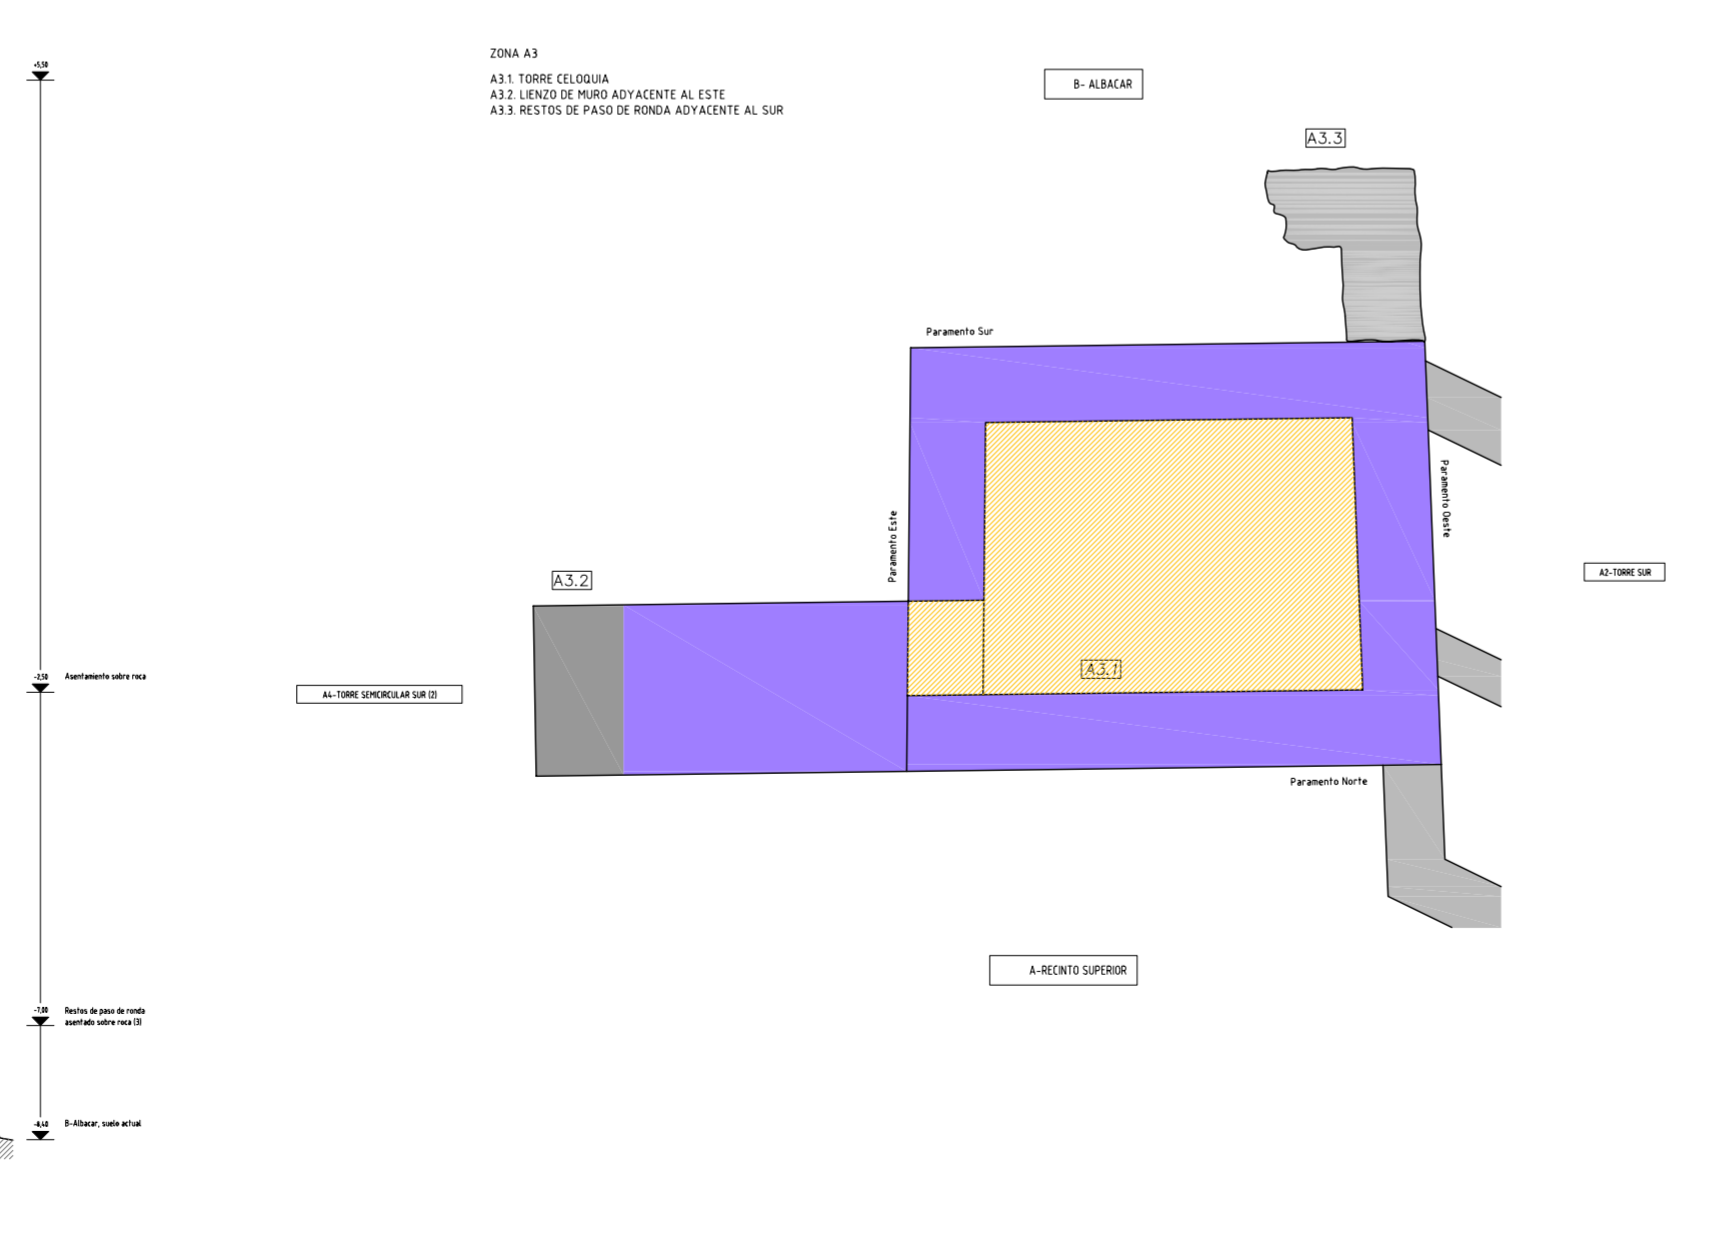 ZONA A3
A3.1. TORRE CELOQUIA
A3.2. LIENZO DE MURO ADYACENTE AL ESTE
A3.3. RESTOS DE PASO DE RONDA ADYACENTE AL SUR
B- ALBACAR
+5,50
A3.3
Paramento Sur
Paramento Oeste
Paramento Este
A2-TORRE SUR
A3.2
A3.1
-2,50
Asentamiento sobre roca
A4-TORRE SEMICIRCULAR SUR (2)
Paramento Norte
A-RECINTO SUPERIOR
-7,00
Restos de paso de ronda
asentado sobre roca (3)
-8,40
B-Albacar, suelo actual